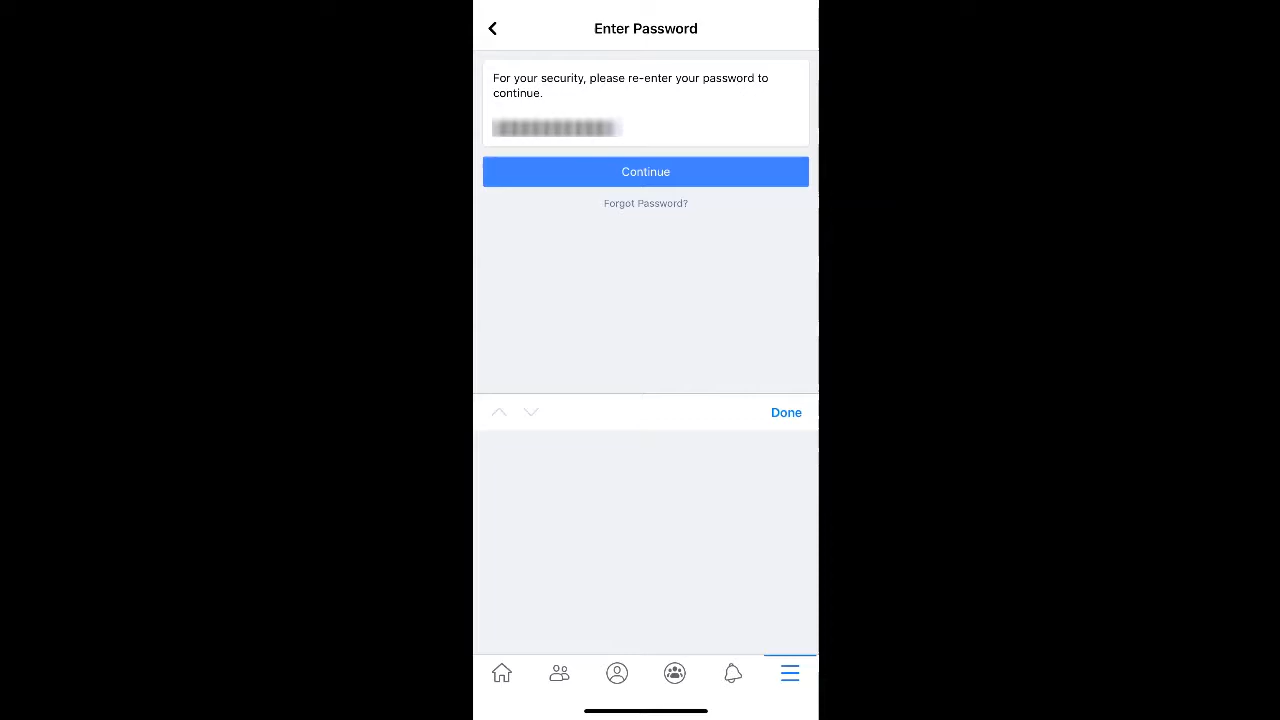 Enter Password
For your security, please re-enter your password to
continue.
Continue
Forgot Password?
Done